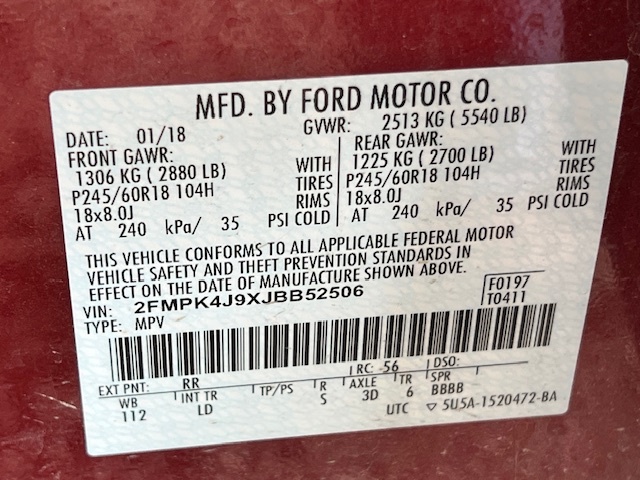 MFD. BY FORD MOTOR CO.
DATE: 01/18 GVWR: 2513 KG ( 5540 LB)
FRONT GAWR: REAR GAWR:
1306 KG ( 2880 LB) WITH 1225 KG ( 2700 LB) WITH
P245/60R18 104H TIRES P245/60R18 104H TIRES
18x8.0J RIMS 18x8.0J RIMS
AT 240 kPa/ 35 PSI COLD AT 240 kPa/ 35 PSI COLD
THIS VEHICLE CONFORMS TO ALL APPLICABLE FEDERAL MOTOR
VEHICLE SAFETY AND THEFT PREVENTION STANDARDS IN
EFFECT ON THE DATE OF MANUFACTURE SHOWN ABOVE.
VIN: 2FMPK4J9XJBB52506 F0197
TYPE: MPV T0411
EXT PNT: RR RC: -56 DSO:
WB INT TR TP/PS R AXLE TR SPR
112 LD S 3D 6 BBBB
UTC ▽ 5U5A-1520472-BA